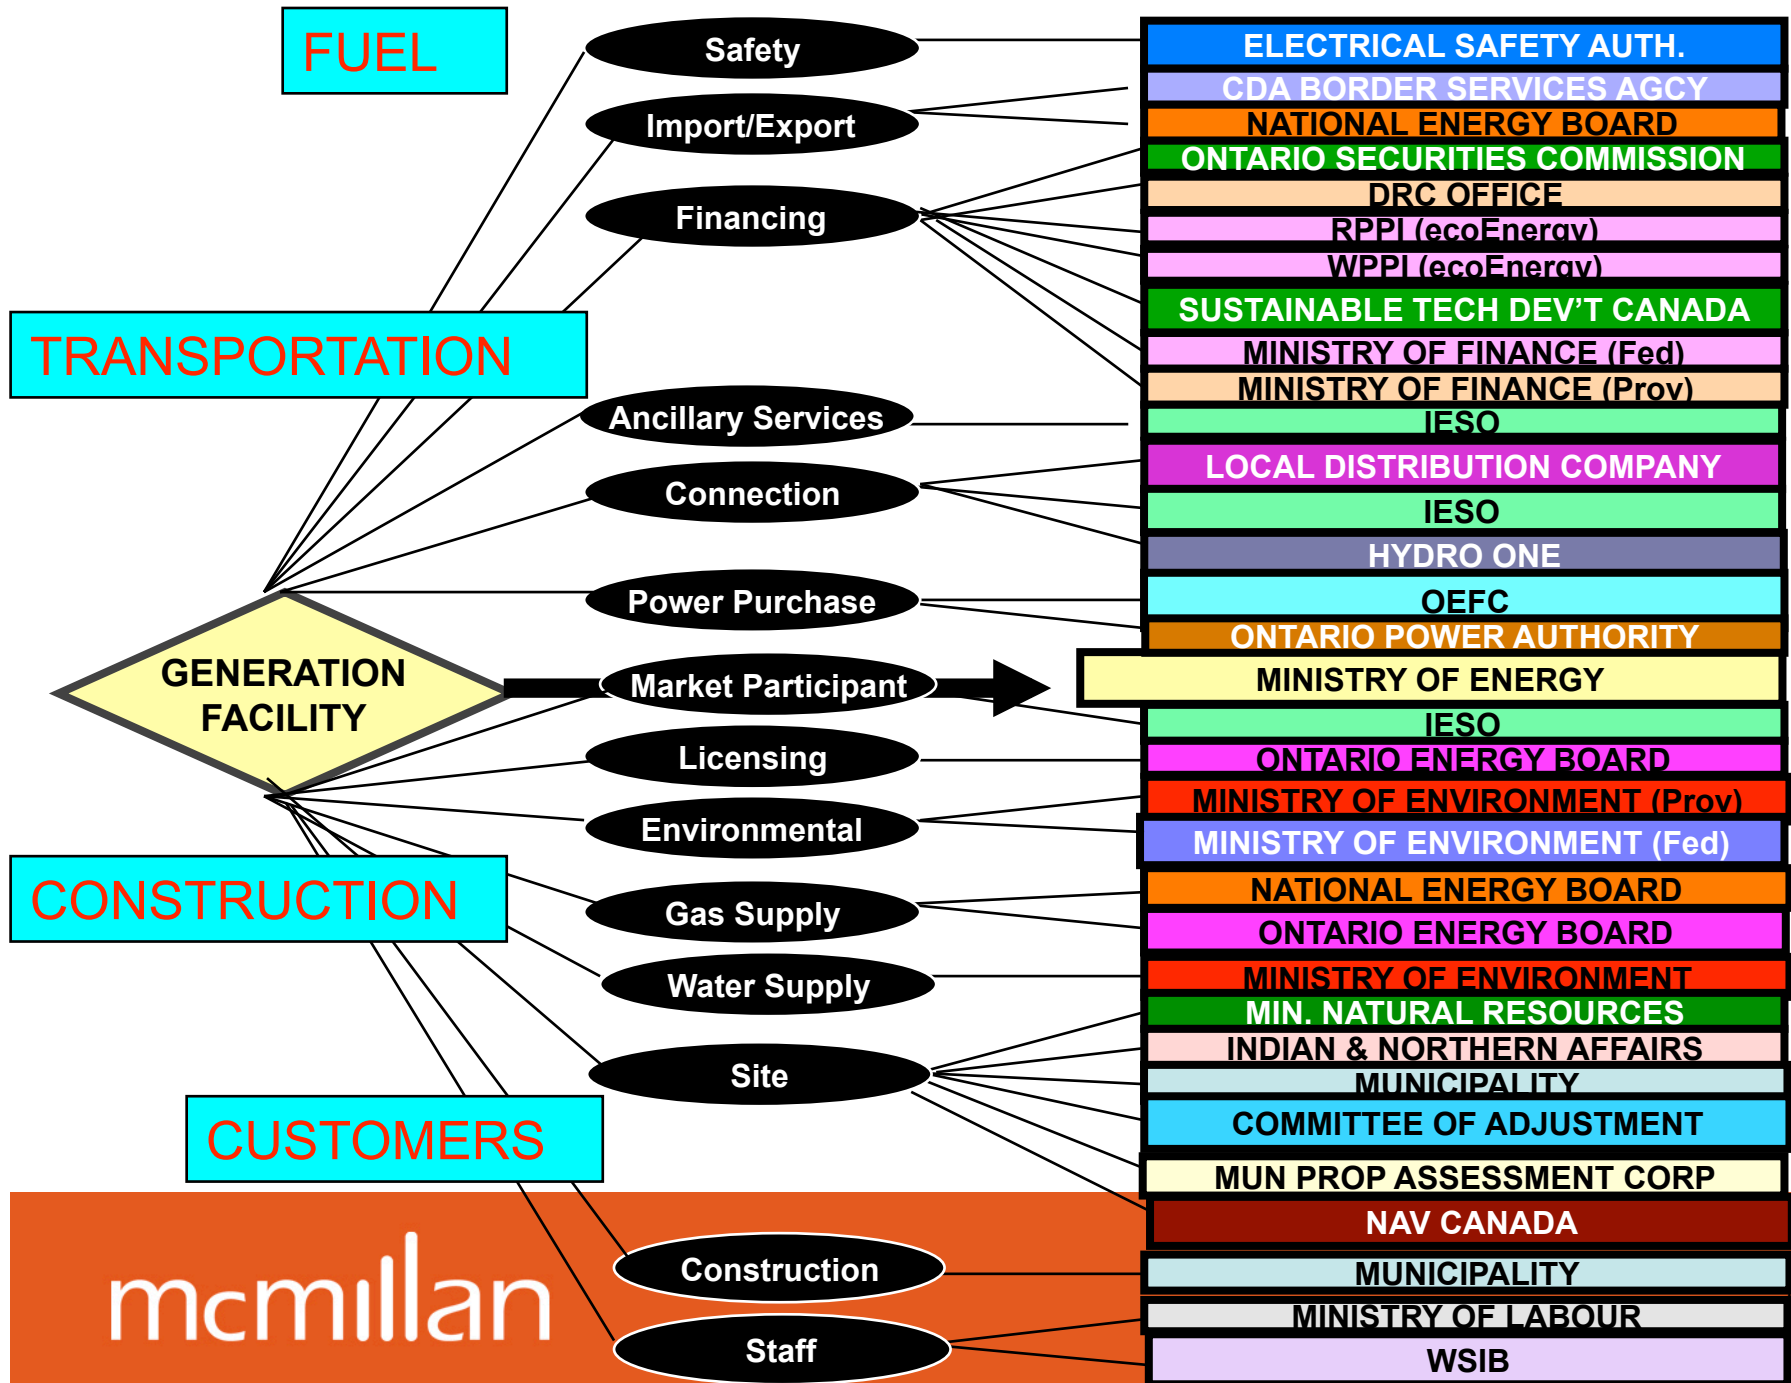 FUEL
TRANSPORTATION
GENERATION
FACILITY
CONSTRUCTION
CUSTOMERS
mcmillan
Safety
Import/Export
Financing
Ancillary Services
Connection
Power Purchase
Market Participant
Licensing
Environmental
Gas Supply
Water Supply
Site
Construction
Staff
ELECTRICAL SAFETY AUTH.
CDA BORDER SERVICES AGCY
NATIONAL ENERGY BOARD
ONTARIO SECURITIES COMMISSION
DRC OFFICE
RPPI (ecoEnergy)
WPPI (ecoEnergy)
SUSTAINABLE TECH DEV’T CANADA
MINISTRY OF FINANCE (Fed)
MINISTRY OF FINANCE (Prov)
IESO
LOCAL DISTRIBUTION COMPANY
IESO
HYDRO ONE
OEFC
ONTARIO POWER AUTHORITY
MINISTRY OF ENERGY
IESO
ONTARIO ENERGY BOARD
MINISTRY OF ENVIRONMENT (Prov)
MINISTRY OF ENVIRONMENT (Fed)
NATIONAL ENERGY BOARD
ONTARIO ENERGY BOARD
MINISTRY OF ENVIRONMENT
MIN. NATURAL RESOURCES
INDIAN & NORTHERN AFFAIRS
MUNICIPALITY
COMMITTEE OF ADJUSTMENT
MUN PROP ASSESSMENT CORP
NAV CANADA
MUNICIPALITY
MINISTRY OF LABOUR
WSIB